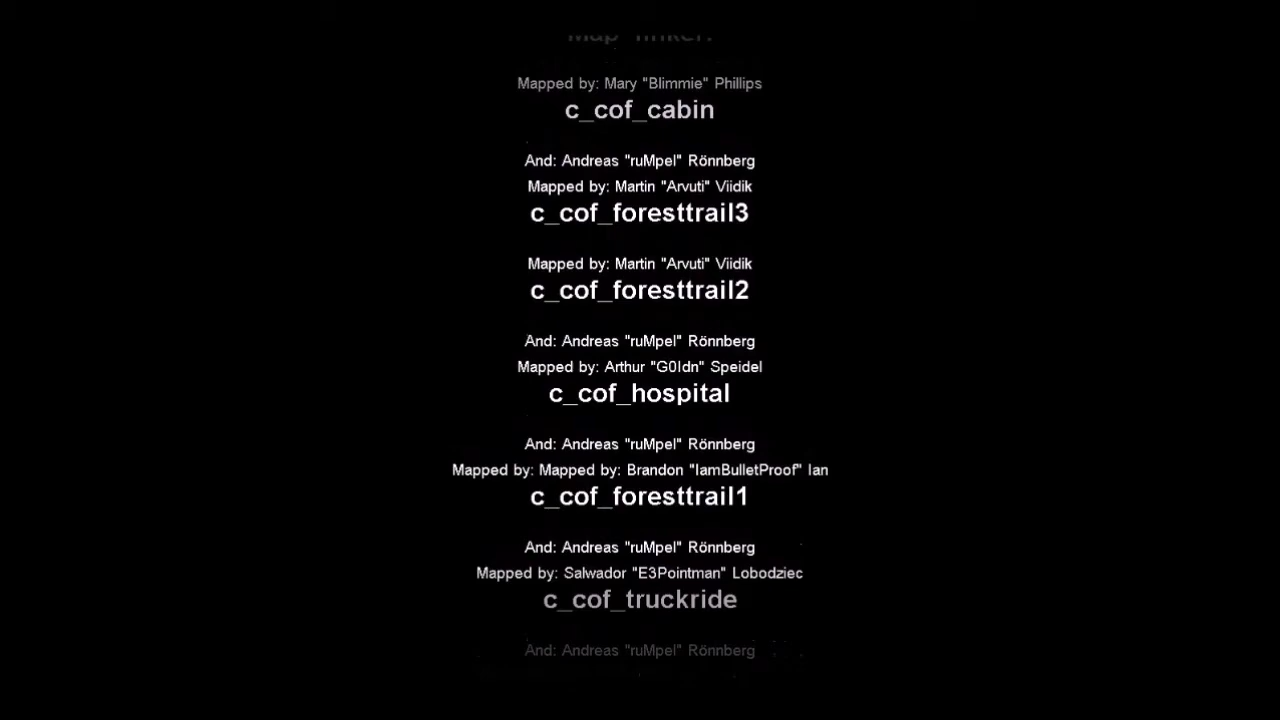 Map linker:
Mapped by: Mary "Blimmie" Phillips
c_cof_cabin
And: Andreas "ruMpel" Rönnberg
Mapped by: Martin "Arvuti" Viidik
c_cof_foresttrail3
Mapped by: Martin "Arvuti" Viidik
c_cof_foresttrail2
And: Andreas "ruMpel" Rönnberg
Mapped by: Arthur "G0ldn" Speidel
c_cof_hospital
And: Andreas "ruMpel" Rönnberg
Mapped by: Mapped by: Brandon "IamBulletProof" Ian
c_cof_foresttrail1
And: Andreas "ruMpel" Rönnberg
Mapped by: Salwador "E3Pointman" Lobodziec
c_cof_truckride
And: Andreas "ruMpel" Rönnberg